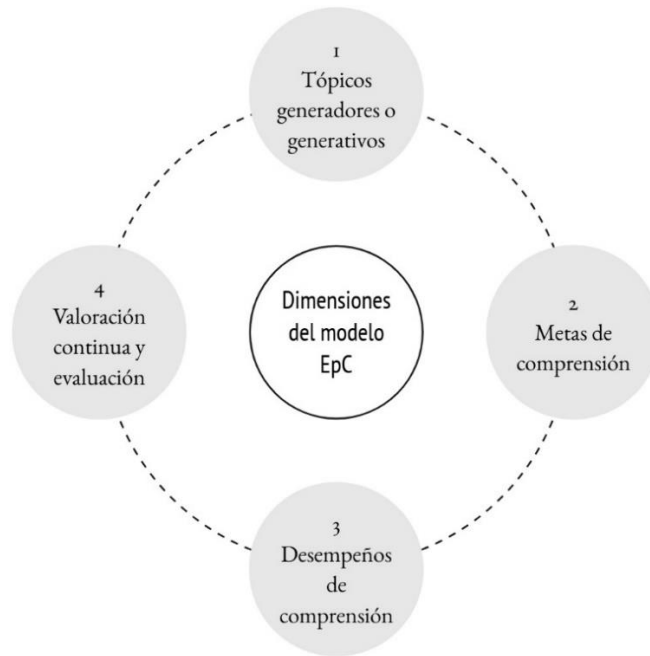 1
Tópicos
generadores o
generativos
4
Valoración
continua y
evaluación
Dimensiones
del modelo
EpC
2
Metas de
comprensión
3
Desempeños
de
comprensión